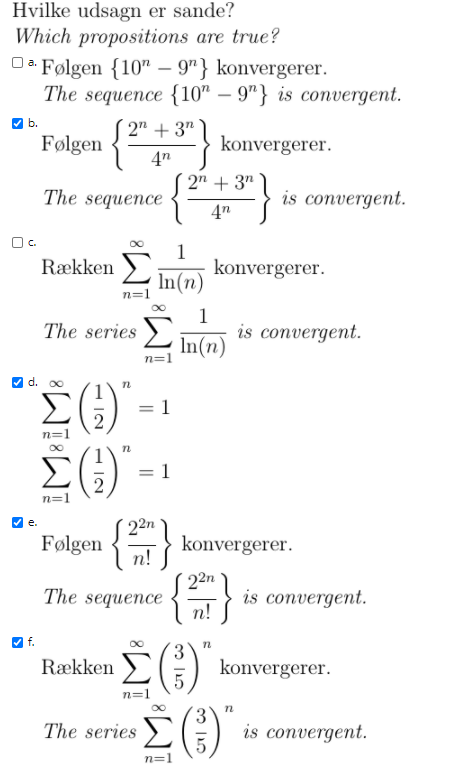 Hvilke udsagn er sande?
Which propositions are true?
a. Følgen {10ⁿ − 9ⁿ} konvergerer.
The sequence {10ⁿ − 9ⁿ} is convergent.
b. Følgen {(2ⁿ + 3ⁿ)/4ⁿ} konvergerer.
The sequence {(2ⁿ + 3ⁿ)/4ⁿ} is convergent.
c. Rækken ∑_{n=1}^{∞} 1/ln(n) konvergerer.
The series ∑_{n=1}^{∞} 1/ln(n) is convergent.
d. ∑_{n=1}^{∞} (1/2)ⁿ = 1
∑_{n=1}^{∞} (1/2)ⁿ = 1
e. Følgen {2²ⁿ/n!} konvergerer.
The sequence {2²ⁿ/n!} is convergent.
f. Rækken ∑_{n=1}^{∞} (3/5)ⁿ konvergerer.
The series ∑_{n=1}^{∞} (3/5)ⁿ is convergent.